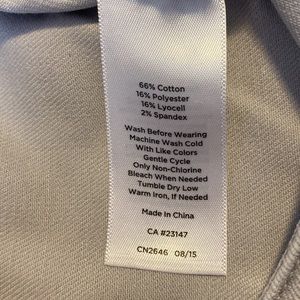 66% Cotton
16% Polyester
16% Lyocell
2% Spandex
Wash Before Wearing
Machine Wash Cold
With Like Colors
Gentle Cycle
Only Non-Chlorine
Bleach When Needed
Tumble Dry Low
Warm Iron, If Needed
Made In China
CA #23147
CN2646 08/15